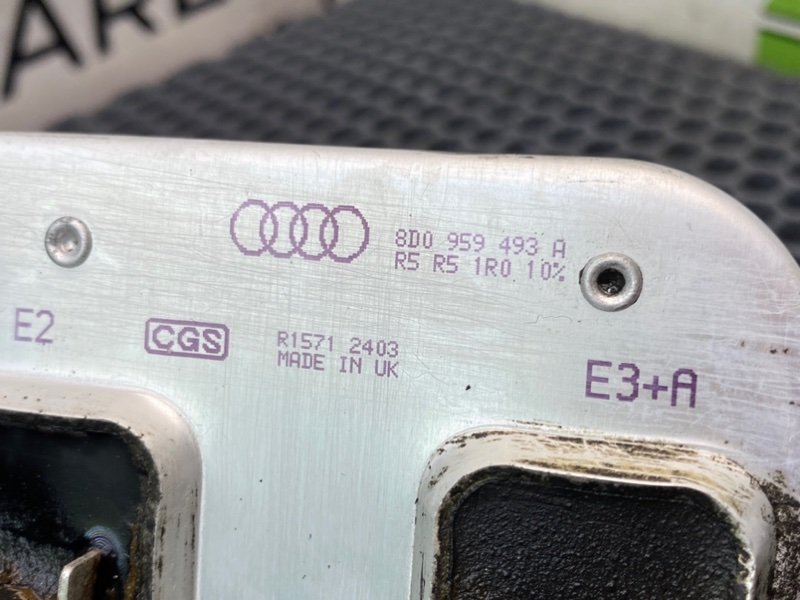 8D0 959 493 A
R5 R5 1R0 10%
E2
CGS
R1571 2403
MADE IN UK
E3+A